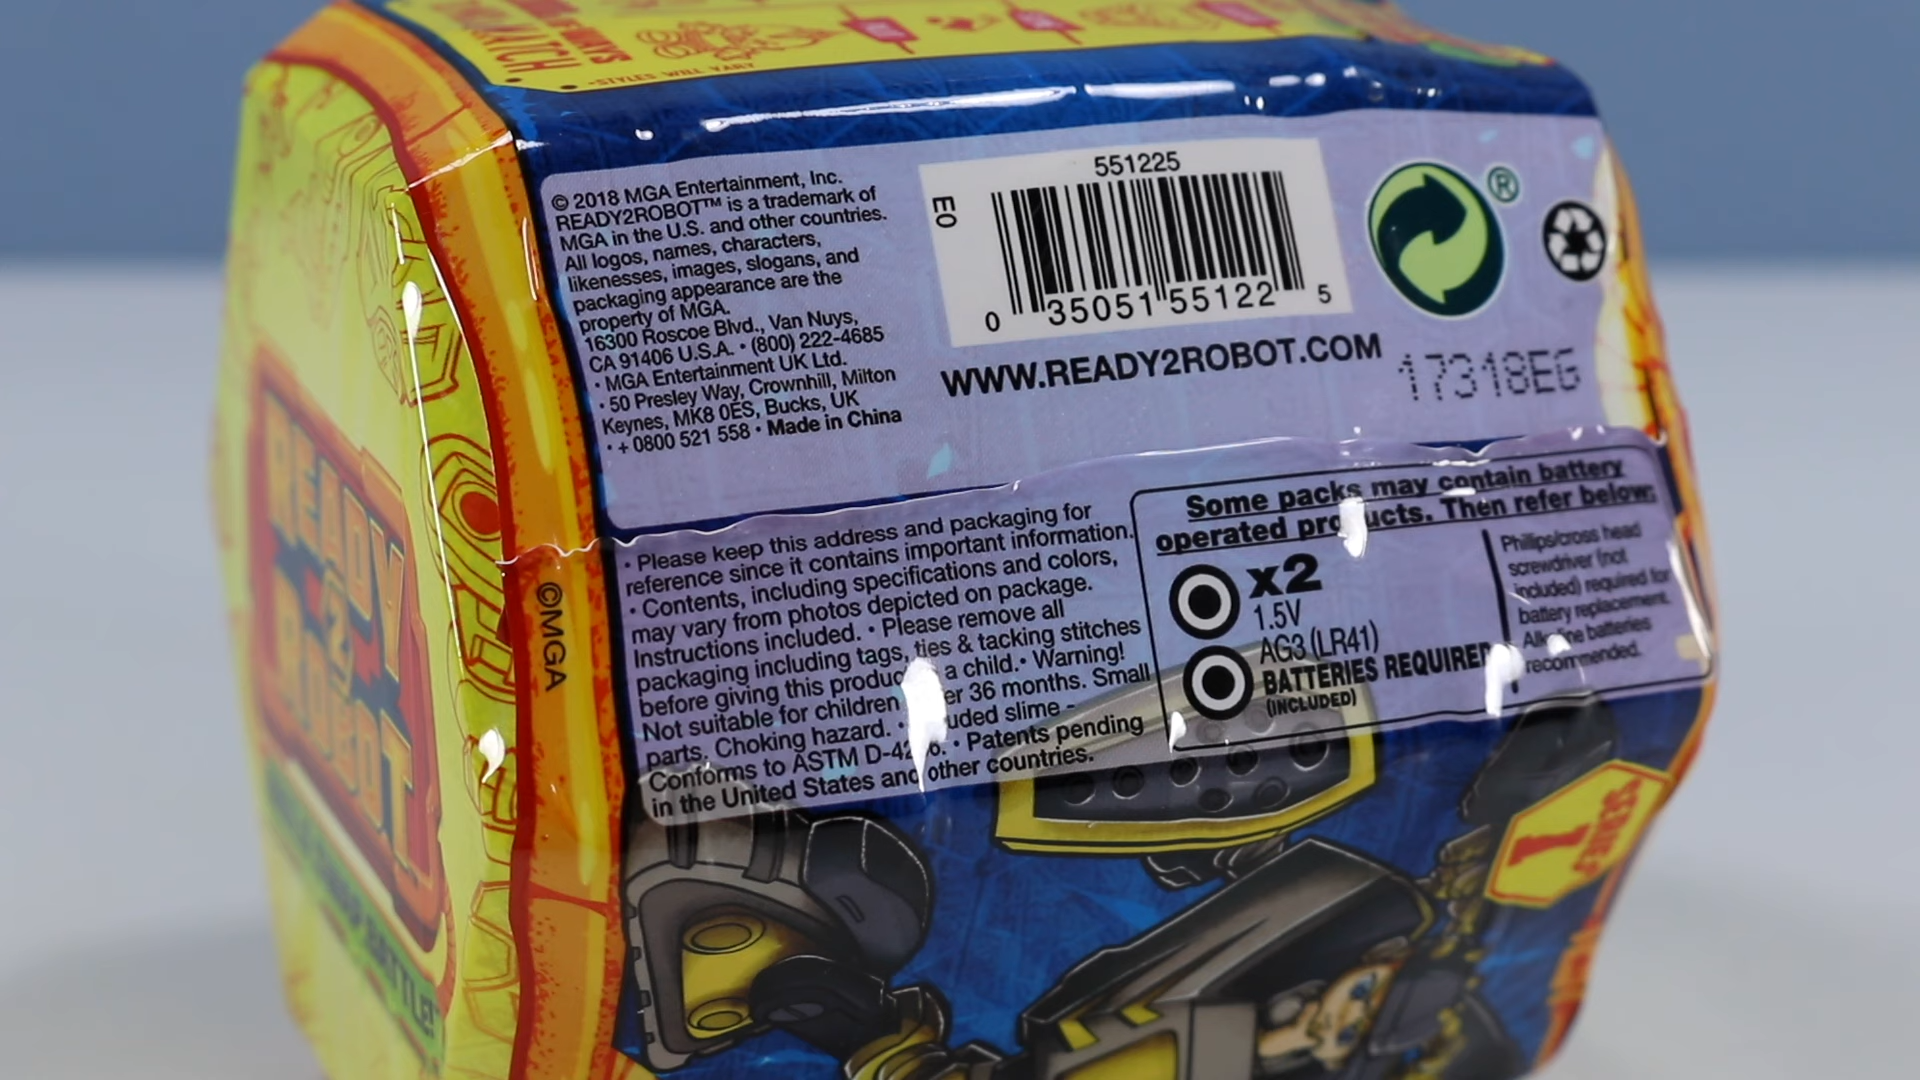 •STYLES WILL VARY
© 2018 MGA Entertainment, Inc.
READY2ROBOT™ is a trademark of
MGA in the U.S. and other countries.
All logos, names, characters,
likenesses, images, slogans, and
packaging appearance are the
property of MGA.
16300 Roscoe Blvd., Van Nuys,
CA 91406 U.S.A. • (800) 222-4685
• MGA Entertainment UK Ltd.
• 50 Presley Way, Crownhill, Milton
Keynes, MK8 0ES, Bucks, UK
• + 0800 521 558 • Made in China
E0
551225
0 35051 55122 5
®
WWW.READY2ROBOT.COM
17318EG
• Please keep this address and packaging for
reference since it contains important information.
• Contents, including specifications and colors,
may vary from photos depicted on package.
Instructions included. • Please remove all
packaging including tags, ties & tacking stitches
before giving this a child. • Warning!
Not suitable for children 36 months. Small
parts. Choking hazard. • slime -
Conforms to ASTM • Patents pending
in the United States and other countries.
Some packs may contain battery
operated products. Then refer below:
x2
1.5V
AG3 (LR41)
BATTERIES REQUIRED
(INCLUDED)
Phillips/cross head
screwdriver (not
included) required for
battery replacement.
Alkaline batteries
recommended.
©MGA
READY
2
ROBOT
BATTLE!
SERIES
1